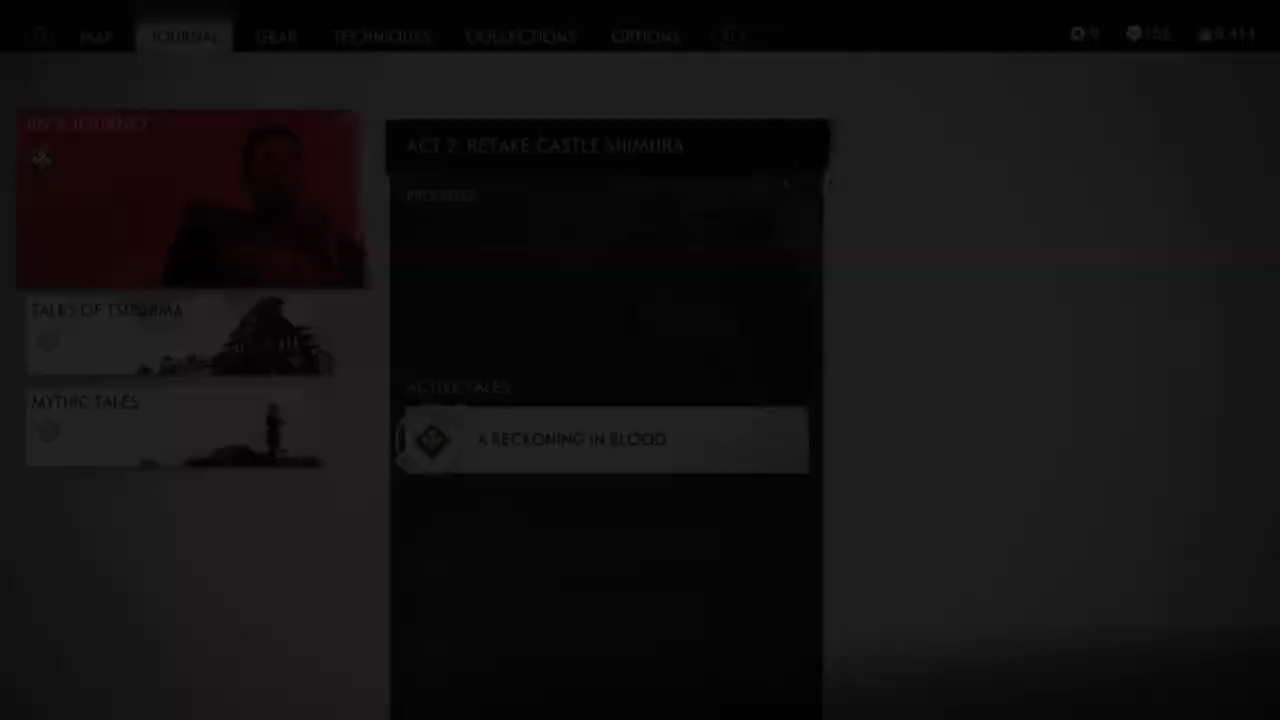 MAP JOURNAL GEAR TECHNIQUES COLLECTIONS OPTIONS
JIN'S JOURNEY
ACT 2: RETAKE CASTLE SHIMURA
PROGRESS
TALES OF TSUSHIMA
ACTIVE TALES
MYTHIC TALES
A RECKONING IN BLOOD